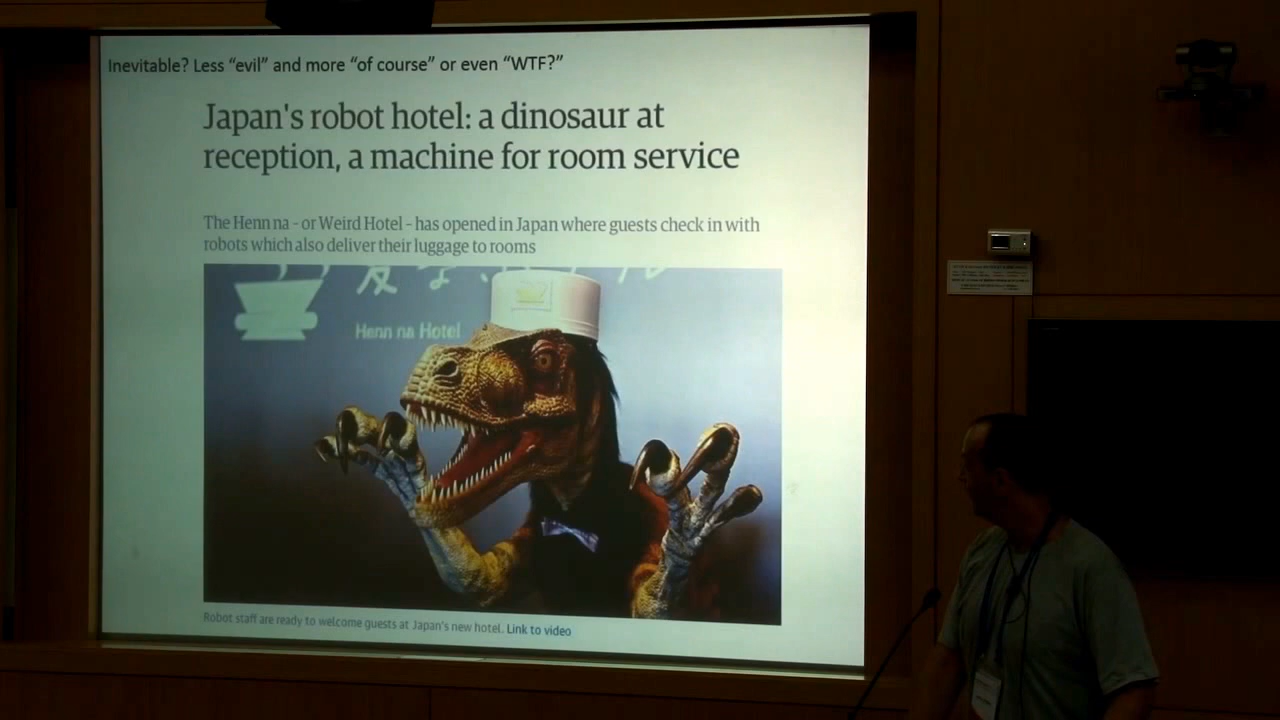 Inevitable? Less “evil” and more “of course” or even “WTF?”
Japan's robot hotel: a dinosaur at
reception, a machine for room service
The Henn na - or Weird Hotel - has opened in Japan where guests check in with
robots which also deliver their luggage to rooms
Henn na Hotel
Robot staff are ready to welcome guests at Japan's new hotel. Link to video